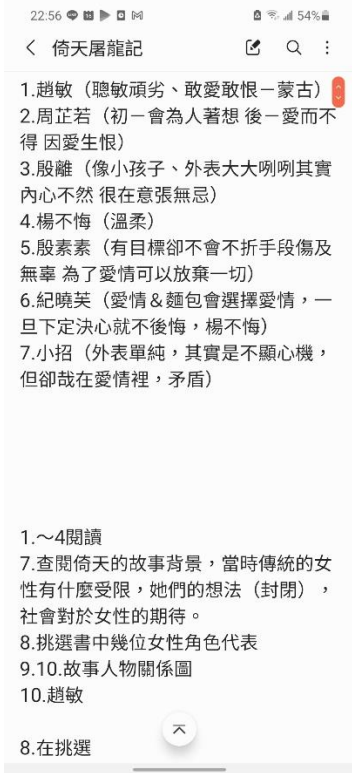 22:56 54%
倚天屠龍記
1.趙敏（聰敏頑劣、敢愛敢恨－蒙古）
2.周芷若（初－會為人著想 後－愛而不
得 因愛生恨）
3.殷離（像小孩子、外表大大咧咧其實
內心不然 很在意張無忌）
4.楊不悔（溫柔）
5.殷素素（有目標卻不會不折手段傷及
無辜 為了愛情可以放棄一切）
6.紀曉芙（愛情＆麵包會選擇愛情，一
旦下定決心就不後悔，楊不悔）
7.小招（外表單純，其實是不顯心機，
但卻哉在愛情裡，矛盾）
1.～4閱讀
7.查閱倚天的故事背景，當時傳統的女
性有什麼受限，她們的想法（封閉），
社會對於女性的期待。
8.挑選書中幾位女性角色代表
9.10.故事人物關係圖
10.趙敏
8.在挑選